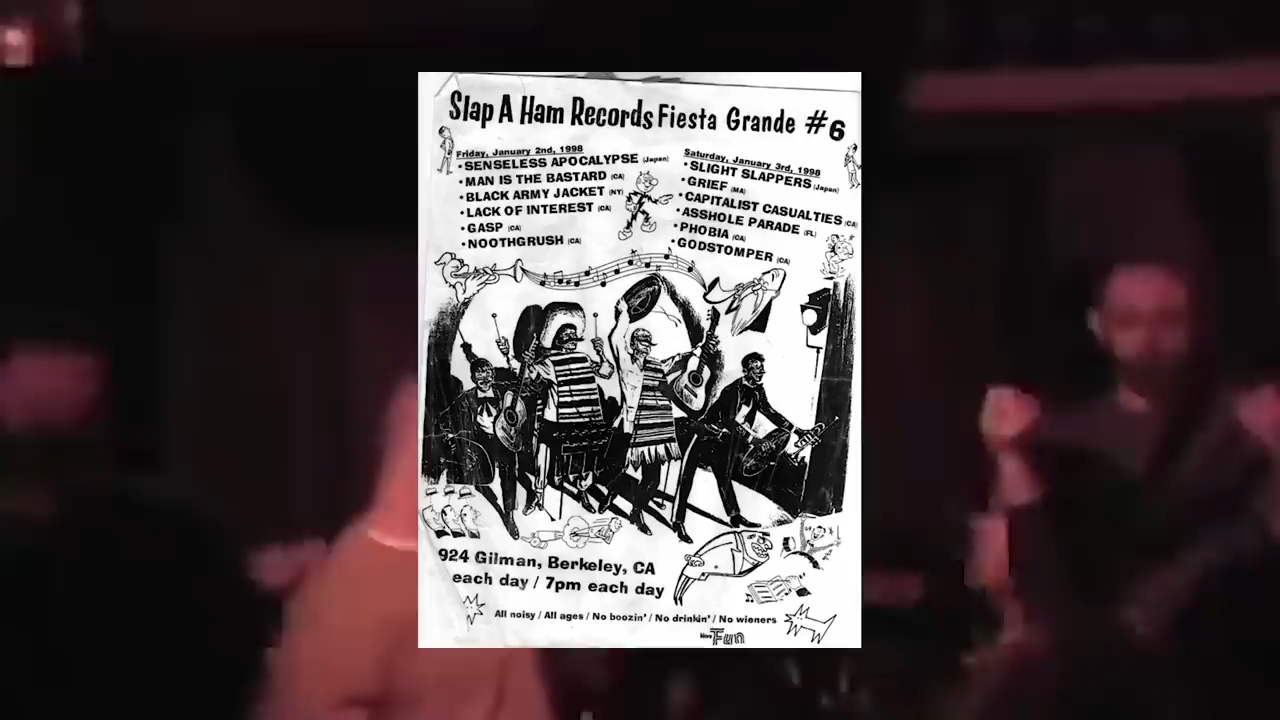 Slap A Ham Records Fiesta Grande #6
Friday, January 2nd, 1998
•SENSELESS APOCALYPSE (Japan)
•MAN IS THE BASTARD (CA)
•BLACK ARMY JACKET (NY)
•LACK OF INTEREST (CA)
•GASP (CA)
•NOOTHGRUSH (CA)
Saturday, January 3rd, 1998
•SLIGHT SLAPPERS (Japan)
•GRIEF (MA)
•CAPITALIST CASUALTIES (CA)
•ASSHOLE PARADE (FL)
•PHOBIA (CA)
•GODSTOMPER (CA)
924 Gilman, Berkeley, CA
each day / 7pm each day
All noisy / All ages / No boozin' / No drinkin' / No wieners
More Fun